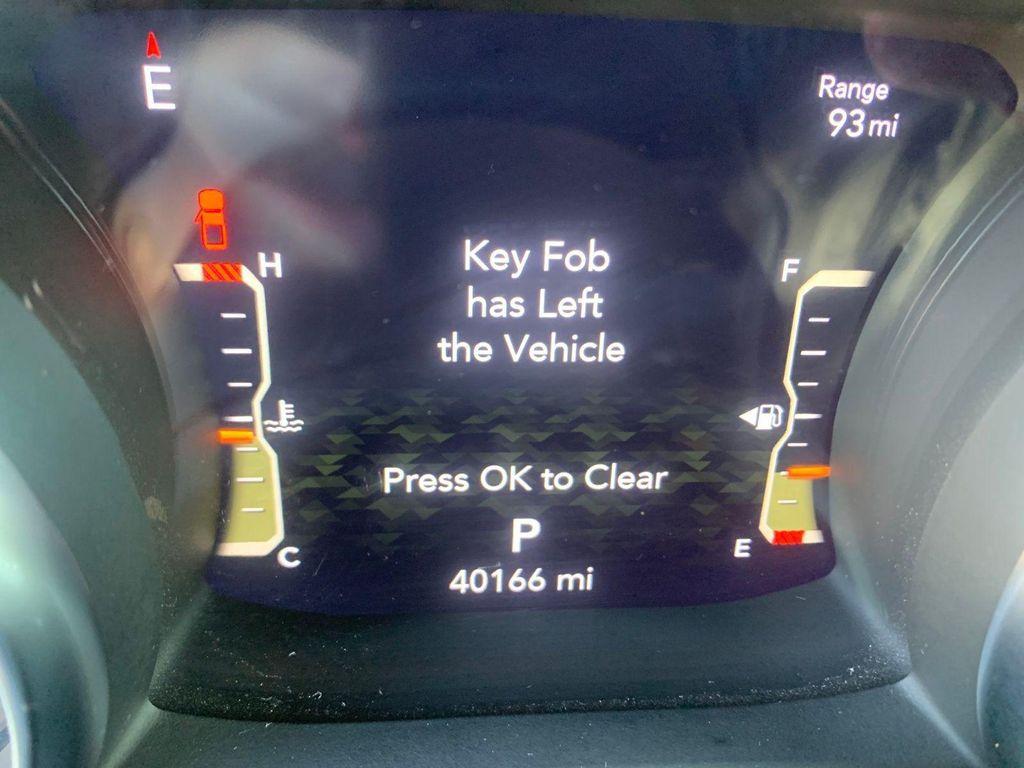 E
Range
93 mi
H
F
Key Fob
has Left
the Vehicle
Press OK to Clear
P
E
C
40166 mi